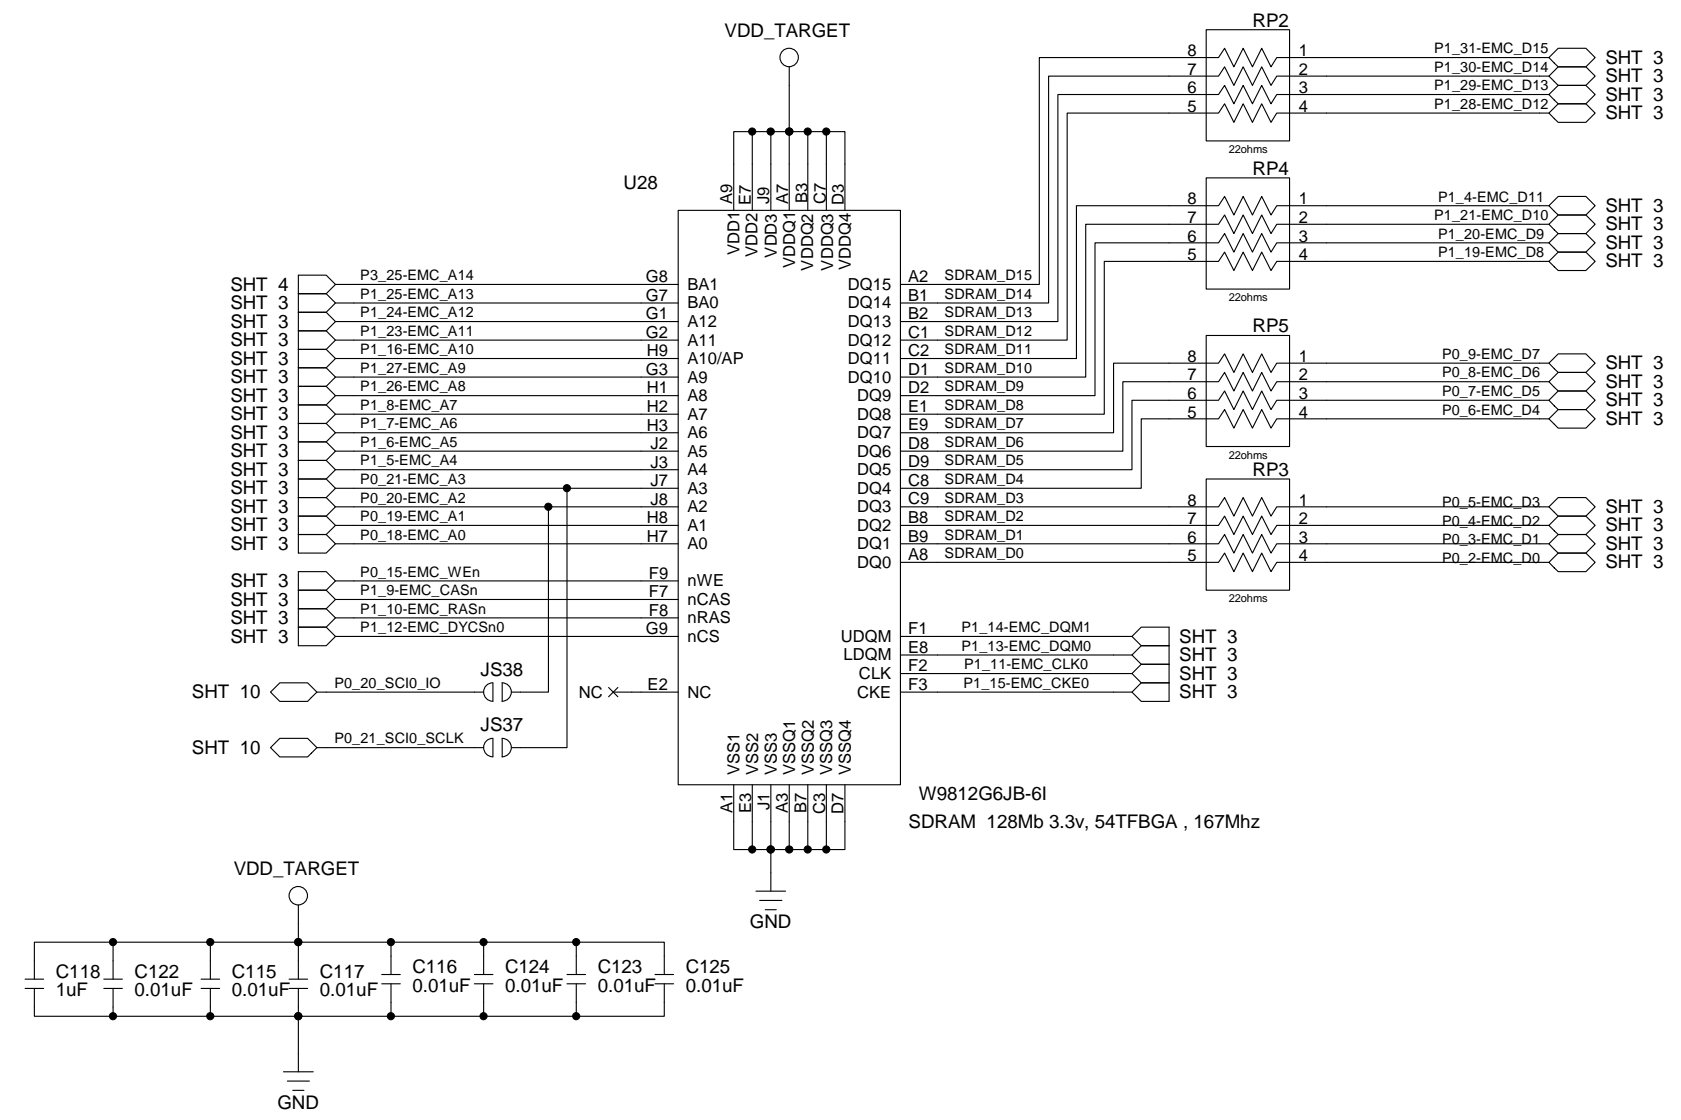 VDD_TARGET
U28
A9 E7 J9 A7 B3 C7 D3
VDD1 VDD2 VDD3 VDDQ1 VDDQ2 VDDQ3 VDDQ4
SHT 4 P3_25-EMC_A14 G8 BA1
SHT 3 P1_25-EMC_A13 G7 BA0
SHT 3 P1_24-EMC_A12 G1 A12
SHT 3 P1_23-EMC_A11 G2 A11
SHT 3 P1_16-EMC_A10 H9 A10/AP
SHT 3 P1_27-EMC_A9 G3 A9
SHT 3 P1_26-EMC_A8 H1 A8
SHT 3 P1_8-EMC_A7 H2 A7
SHT 3 P1_7-EMC_A6 H3 A6
SHT 3 P1_6-EMC_A5 J2 A5
SHT 3 P1_5-EMC_A4 J3 A4
SHT 3 P0_21-EMC_A3 J7 A3
SHT 3 P0_20-EMC_A2 J8 A2
SHT 3 P0_19-EMC_A1 H8 A1
SHT 3 P0_18-EMC_A0 H7 A0
SHT 3 P0_15-EMC_WEn F9 nWE
SHT 3 P1_9-EMC_CASn F7 nCAS
SHT 3 P1_10-EMC_RASn F8 nRAS
SHT 3 P1_12-EMC_DYCSn0 G9 nCS
JS38
SHT 10 P0_20_SCI0_IO
NC E2 NC
JS37
SHT 10 P0_21_SCI0_SCLK
DQ15 A2 SDRAM_D15
DQ14 B1 SDRAM_D14
DQ13 B2 SDRAM_D13
DQ12 C1 SDRAM_D12
DQ11 C2 SDRAM_D11
DQ10 D1 SDRAM_D10
DQ9 D2 SDRAM_D9
DQ8 E1 SDRAM_D8
DQ7 E9 SDRAM_D7
DQ6 D8 SDRAM_D6
DQ5 D9 SDRAM_D5
DQ4 C8 SDRAM_D4
DQ3 C9 SDRAM_D3
DQ2 B8 SDRAM_D2
DQ1 B9 SDRAM_D1
DQ0 A8 SDRAM_D0
UDQM F1 P1_14-EMC_DQM1 SHT 3
LDQM E8 P1_13-EMC_DQM0 SHT 3
CLK F2 P1_11-EMC_CLK0 SHT 3
CKE F3 P1_15-EMC_CKE0 SHT 3
RP2
8 1 P1_31-EMC_D15 SHT 3
7 2 P1_30-EMC_D14 SHT 3
6 3 P1_29-EMC_D13 SHT 3
5 4 P1_28-EMC_D12 SHT 3
22ohms
RP4
8 1 P1_4-EMC_D11 SHT 3
7 2 P1_21-EMC_D10 SHT 3
6 3 P1_20-EMC_D9 SHT 3
5 4 P1_19-EMC_D8 SHT 3
22ohms
RP5
8 1 P0_9-EMC_D7 SHT 3
7 2 P0_8-EMC_D6 SHT 3
6 3 P0_7-EMC_D5 SHT 3
5 4 P0_6-EMC_D4 SHT 3
22ohms
RP3
8 1 P0_5-EMC_D3 SHT 3
7 2 P0_4-EMC_D2 SHT 3
6 3 P0_3-EMC_D1 SHT 3
5 4 P0_2-EMC_D0 SHT 3
22ohms
VSS1 VSS2 VSS3 VSSQ1 VSSQ2 VSSQ3 VSSQ4
A1 E3 J1 A3 B7 C3 D7
W9812G6JB-6I
SDRAM 128Mb 3.3v, 54TFBGA , 167Mhz
GND
VDD_TARGET
C118 C122 C115 C117 C116 C124 C123 C125
1uF 0.01uF 0.01uF 0.01uF 0.01uF 0.01uF 0.01uF 0.01uF
GND